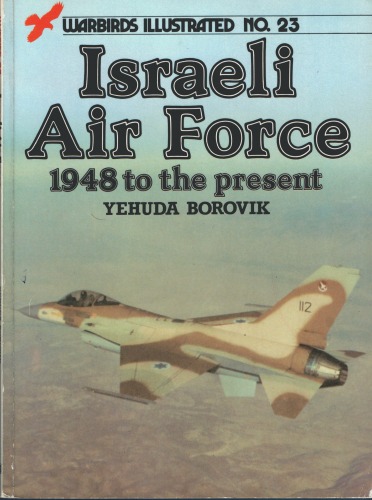 WARBIRDS ILLUSTRATED NO. 23
Israeli
Air Force
1948 to the present
YEHUDA BOROVIK
112